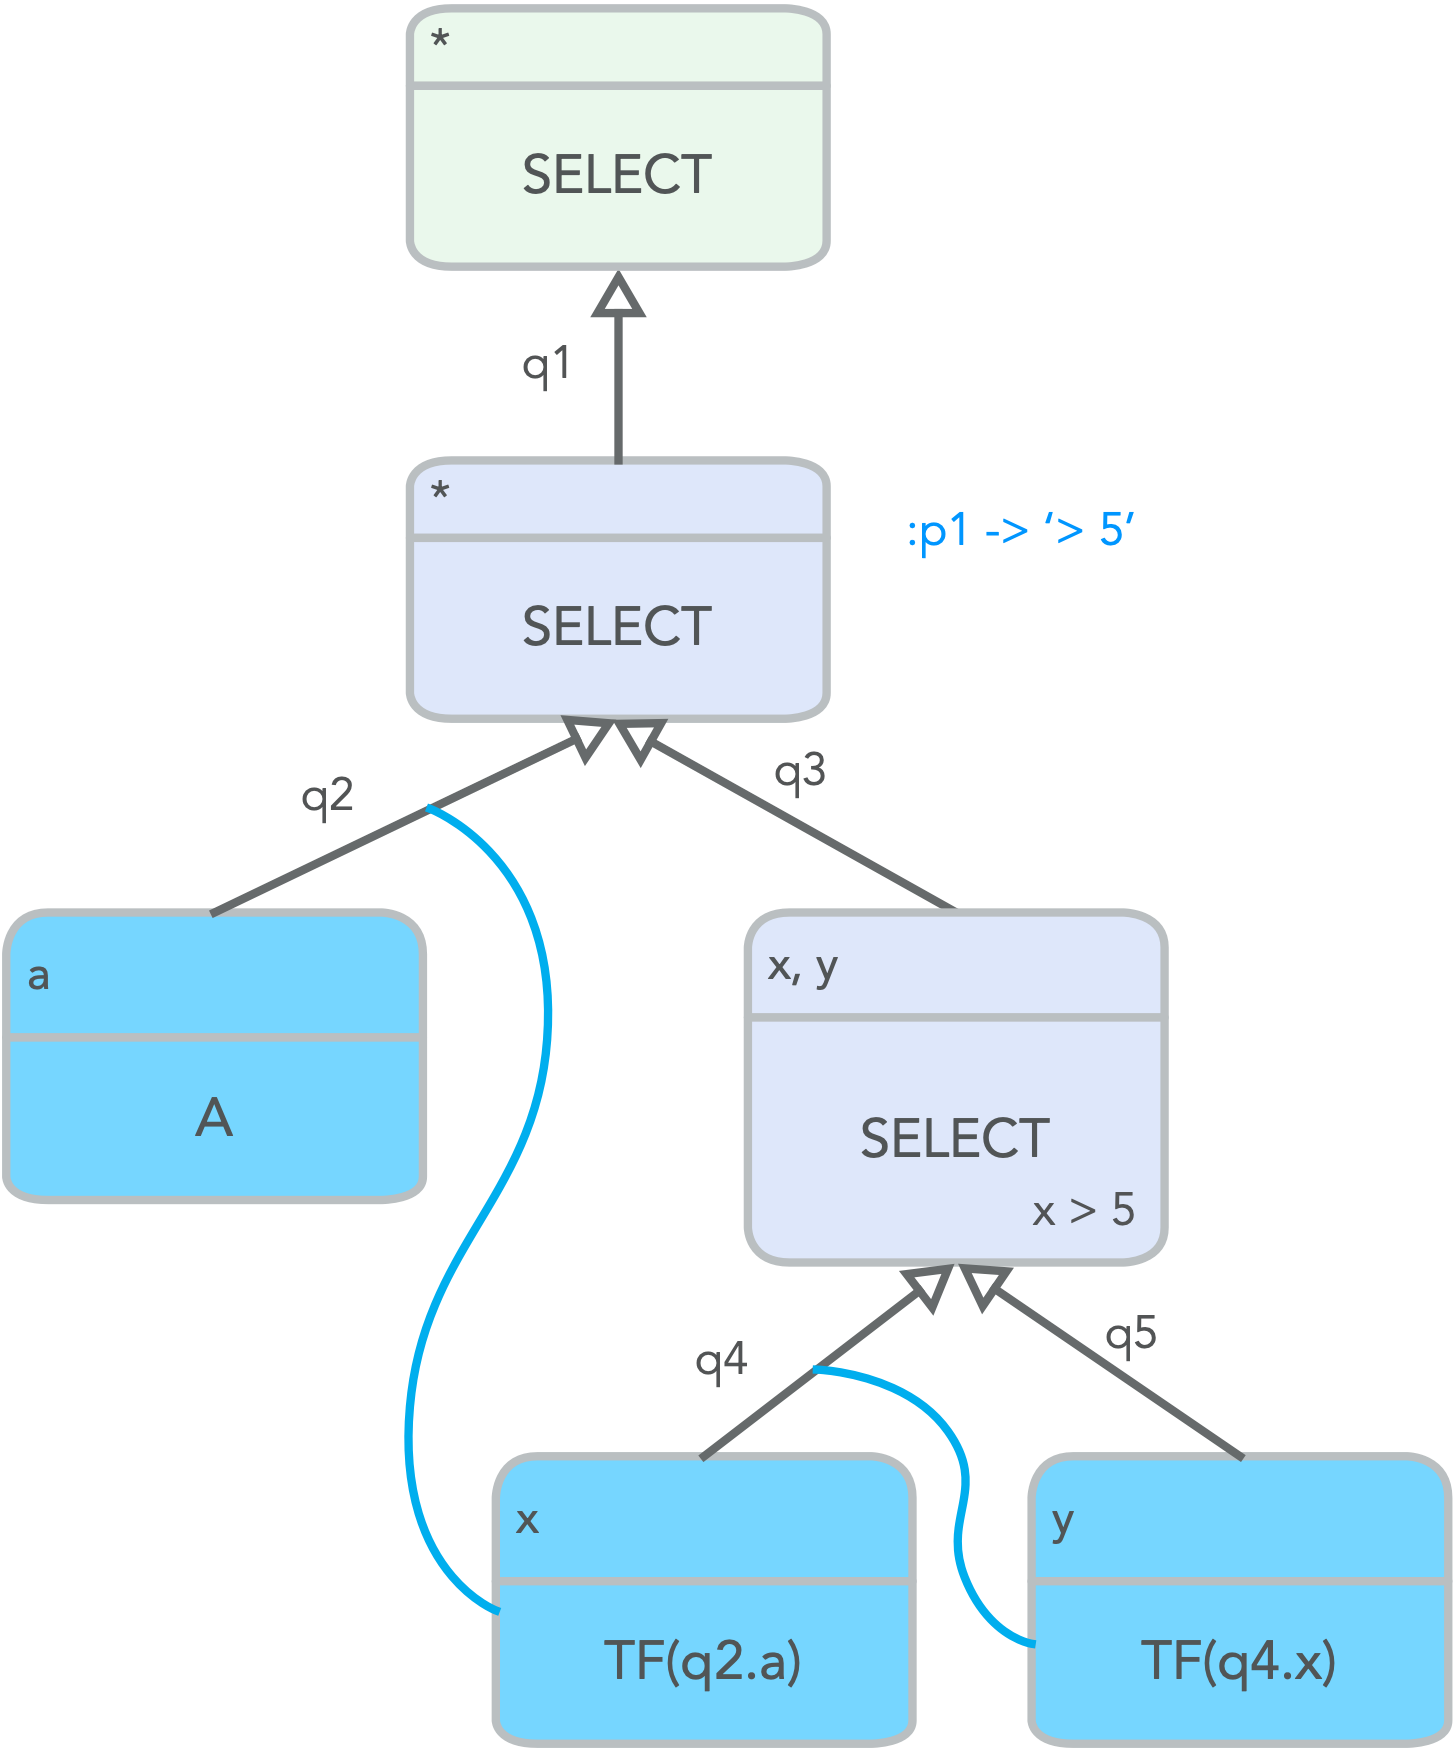 *
SELECT
q1
*
SELECT
:p1 -> ‘> 5’
q2
q3
a
A
x, y
SELECT
x > 5
q4
q5
x
TF(q2.a)
y
TF(q4.x)